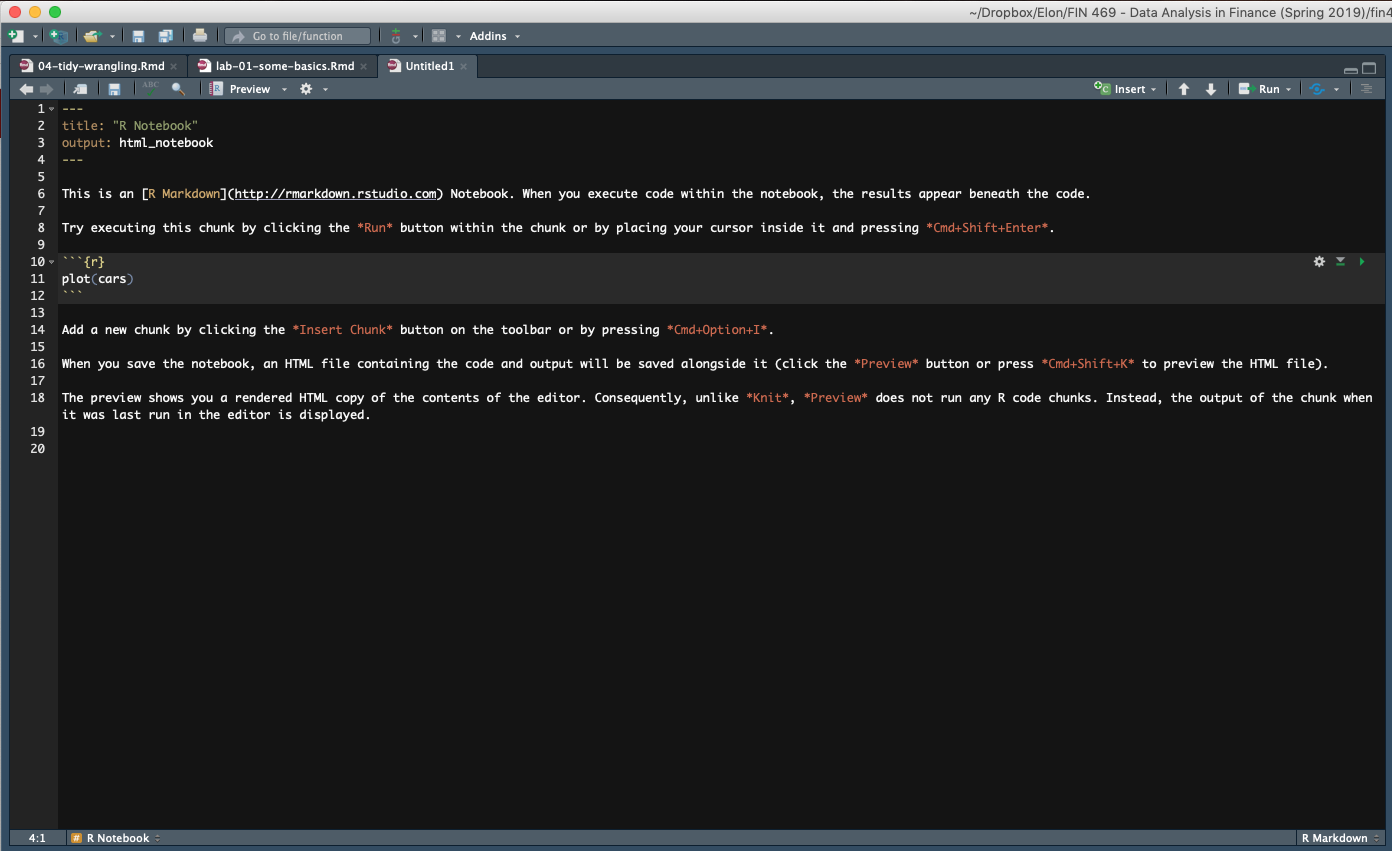 ~/Dropbox/Elon/FIN 469 - Data Analysis in Finance (Spring 2019)/fin4
Go to file/function
Addins
04-tidy-wrangling.Rmd
lab-01-some-basics.Rmd
Untitled1
ABC
Preview
Insert
Run
1 ---
2 title: "R Notebook"
3 output: html_notebook
4 ---
5
6 This is an [R Markdown](http://rmarkdown.rstudio.com) Notebook. When you execute code within the notebook, the results appear beneath the code.
7
8 Try executing this chunk by clicking the *Run* button within the chunk or by placing your cursor inside it and pressing *Cmd+Shift+Enter*.
9
10 ```{r}
11 plot(cars)
12 ```
13
14 Add a new chunk by clicking the *Insert Chunk* button on the toolbar or by pressing *Cmd+Option+I*.
15
16 When you save the notebook, an HTML file containing the code and output will be saved alongside it (click the *Preview* button or press *Cmd+Shift+K* to preview the HTML file).
17
18 The preview shows you a rendered HTML copy of the contents of the editor. Consequently, unlike *Knit*, *Preview* does not run any R code chunks. Instead, the output of the chunk when
it was last run in the editor is displayed.
19
20
4:1
# R Notebook
R Markdown